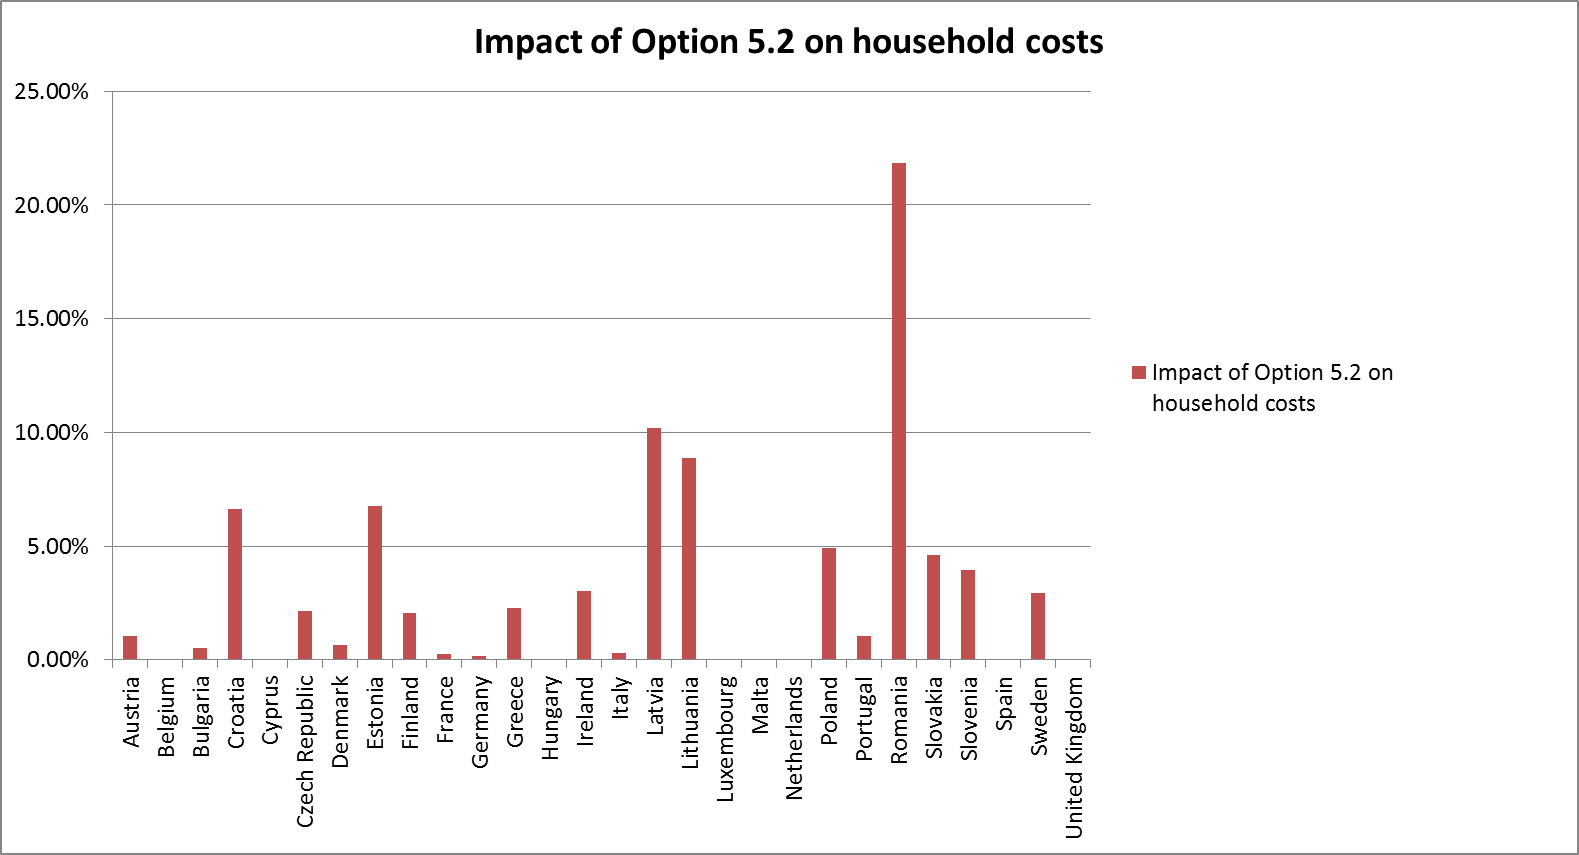 Impact of Option 5.2 on household costs
25.00%
20.00%
15.00%
10.00%
5.00%
0.00%
Austria
Belgium
Bulgaria
Croatia
Cyprus
Czech Republic
Denmark
Estonia
Finland
France
Germany
Greece
Hungary
Ireland
Italy
Latvia
Lithuania
Luxembourg
Malta
Netherlands
Poland
Portugal
Romania
Slovakia
Slovenia
Spain
Sweden
United Kingdom
Impact of Option 5.2 on
household costs